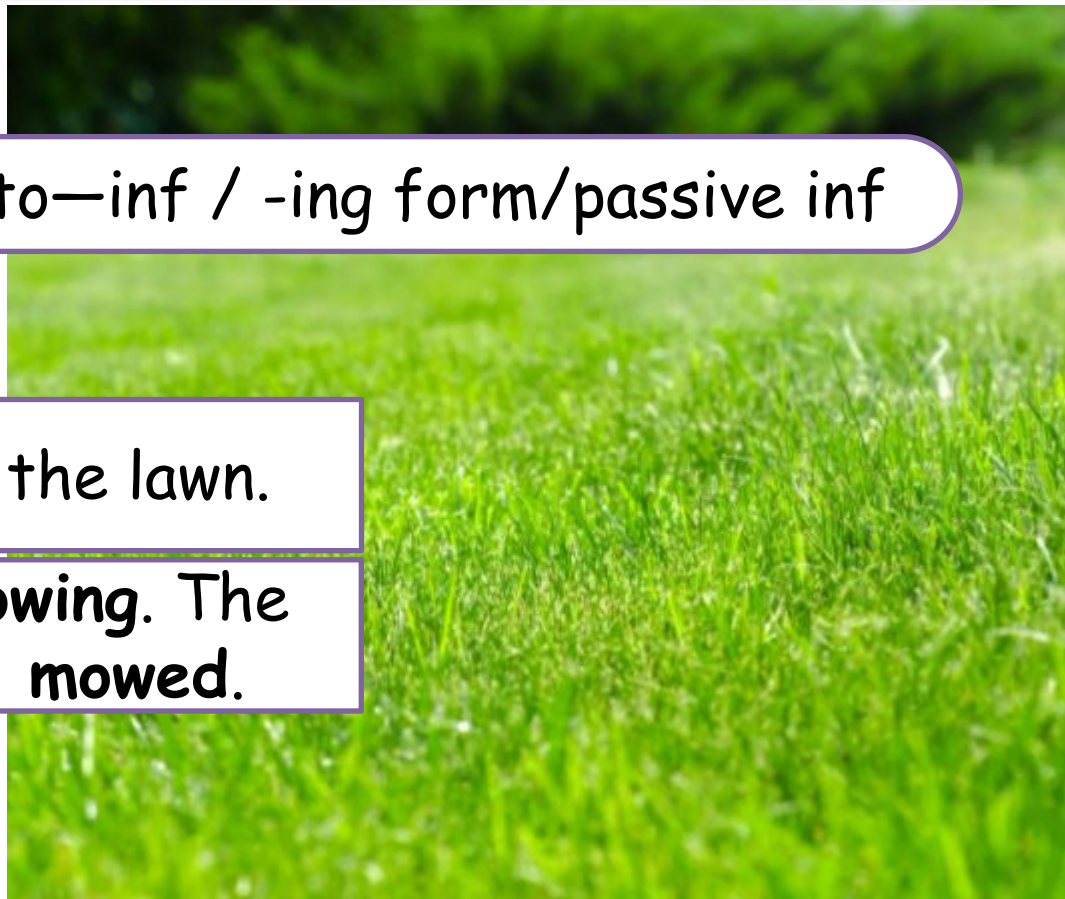 to—inf / -ing form/passive inf
the lawn.
owing. The
mowed.